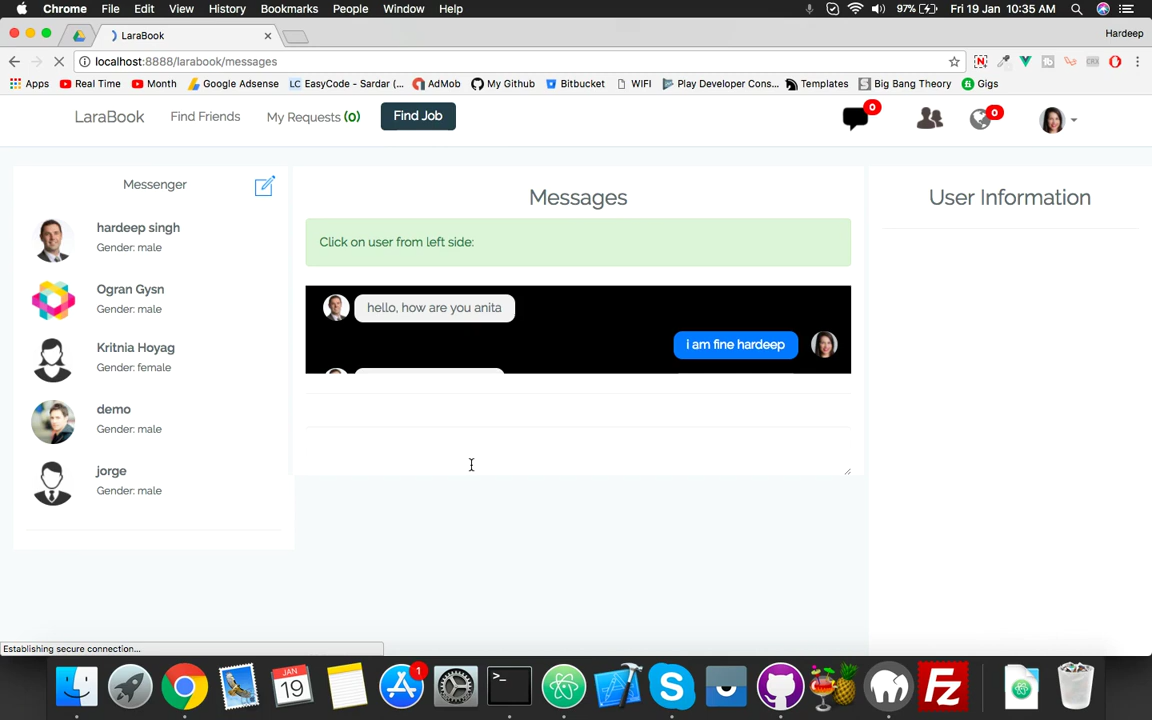 Chrome File Edit View History Bookmarks People Window Help 97% Fri 19 Jan 10:35 AM
LaraBook Hardeep
localhost:8888/larabook/messages
Apps Real Time Month Google Adsense LC EasyCode - Sardar (... AdMob My Github Bitbucket WIFI Play Developer Cons... Templates Big Bang Theory Gigs
LaraBook Find Friends My Requests (0) Find Job 0 0
Messenger
hardeep singh
Gender: male
Ogran Gysn
Gender: male
Kritnia Hoyag
Gender: female
demo
Gender: male
jorge
Gender: male
Messages
Click on user from left side:
hello, how are you anita
i am fine hardeep
User Information
Establishing secure connection...
JAN
19
1
>_
S
Fz